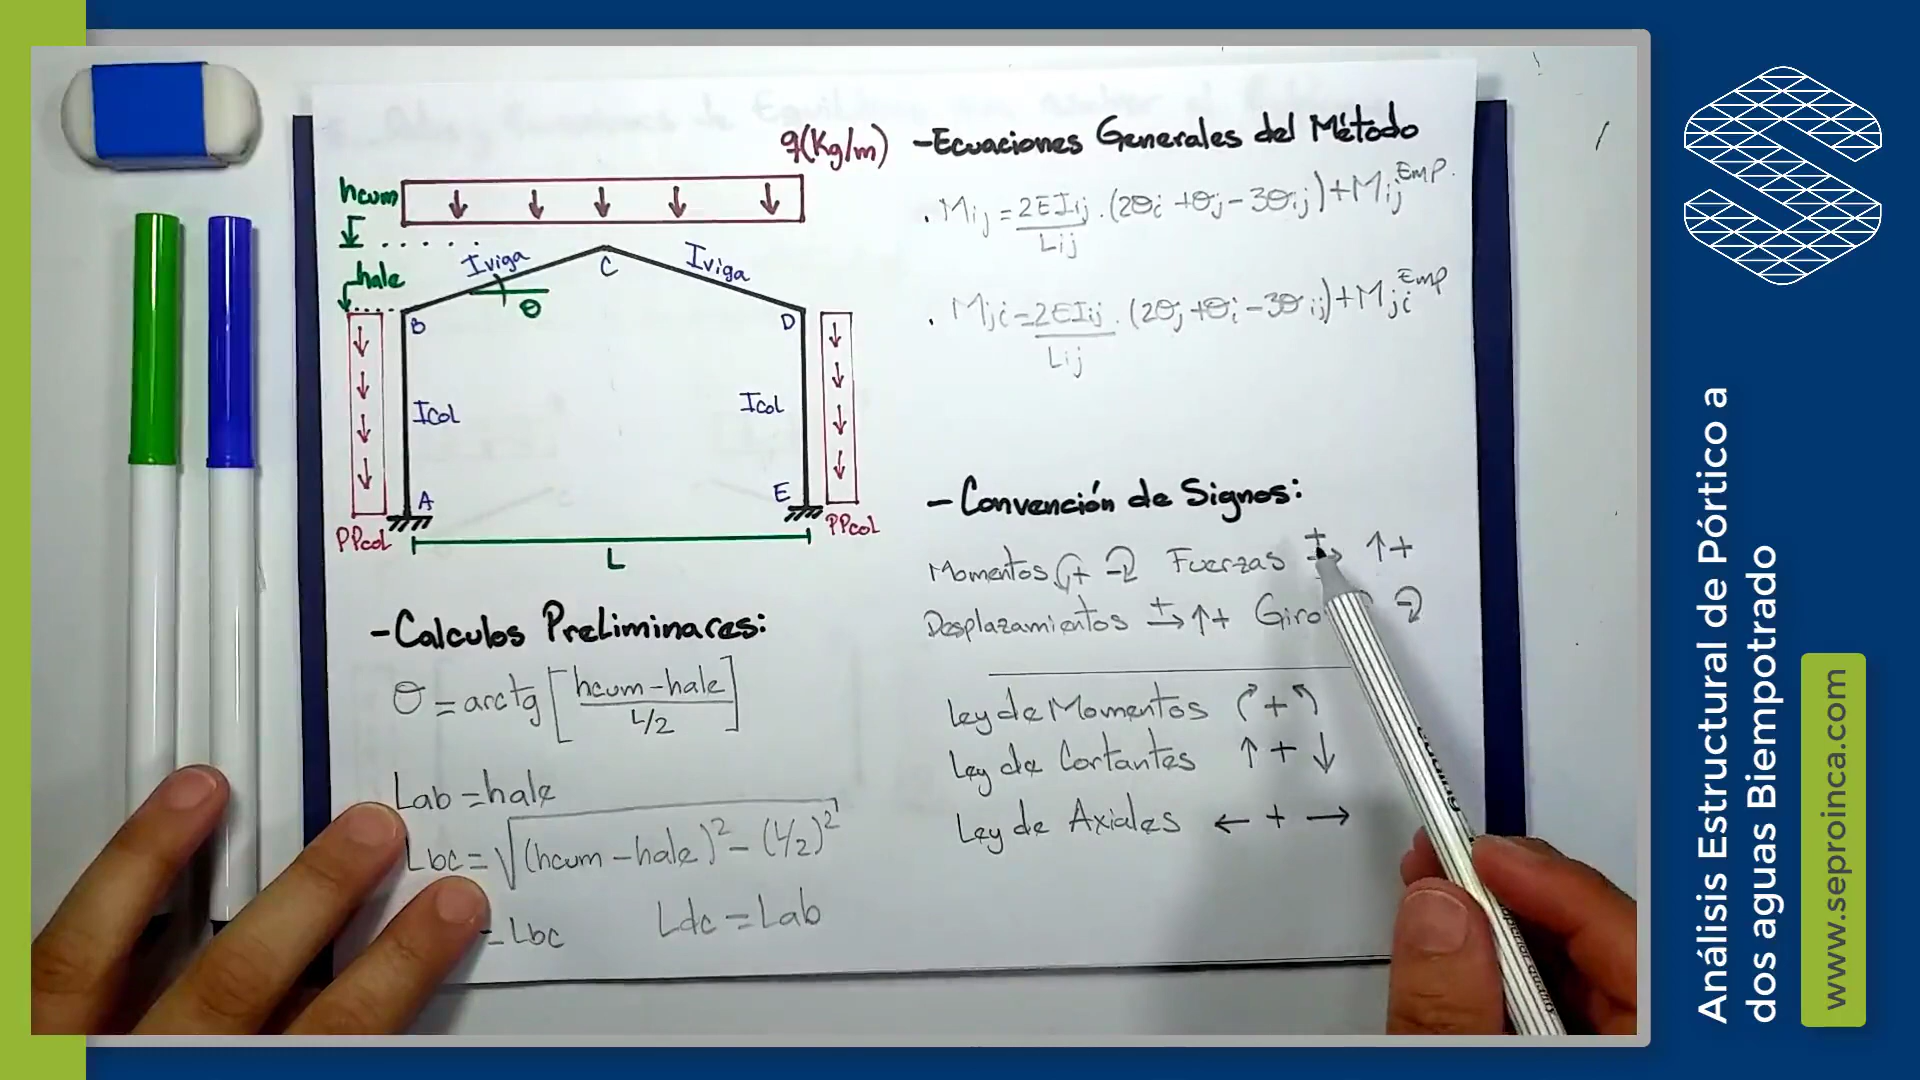 q(Kg/m)
hcum
hale
Iviga
Iviga
C
θ
B
D
Icol
Icol
A
E
PPcol
PPcol
L
-Calculos Preliminares:
θ = arctg [hcum-hale / L/2]
Lab = hale
Lbc = √(hcum-hale)² - (L/2)²
= Lbc
Ldc = Lab
-Ecuaciones Generales del Método
. Mij = 2EIij/Lij . (2θi + θj - 3θij) + Mij^Emp.
. Mji = 2EIij/Lij . (2θj + θi - 3θij) + Mji^Emp
- Convención de Signos:
Momentos + Fuerzas + → ↑+
Desplazamientos + → ↑+ Giro
Ley de Momentos +
Ley de Cortantes ↑ + ↓
Ley de Axiales ← + →
Análisis Estructural de Pórtico a
dos aguas Biempotrado
www.seproinca.com